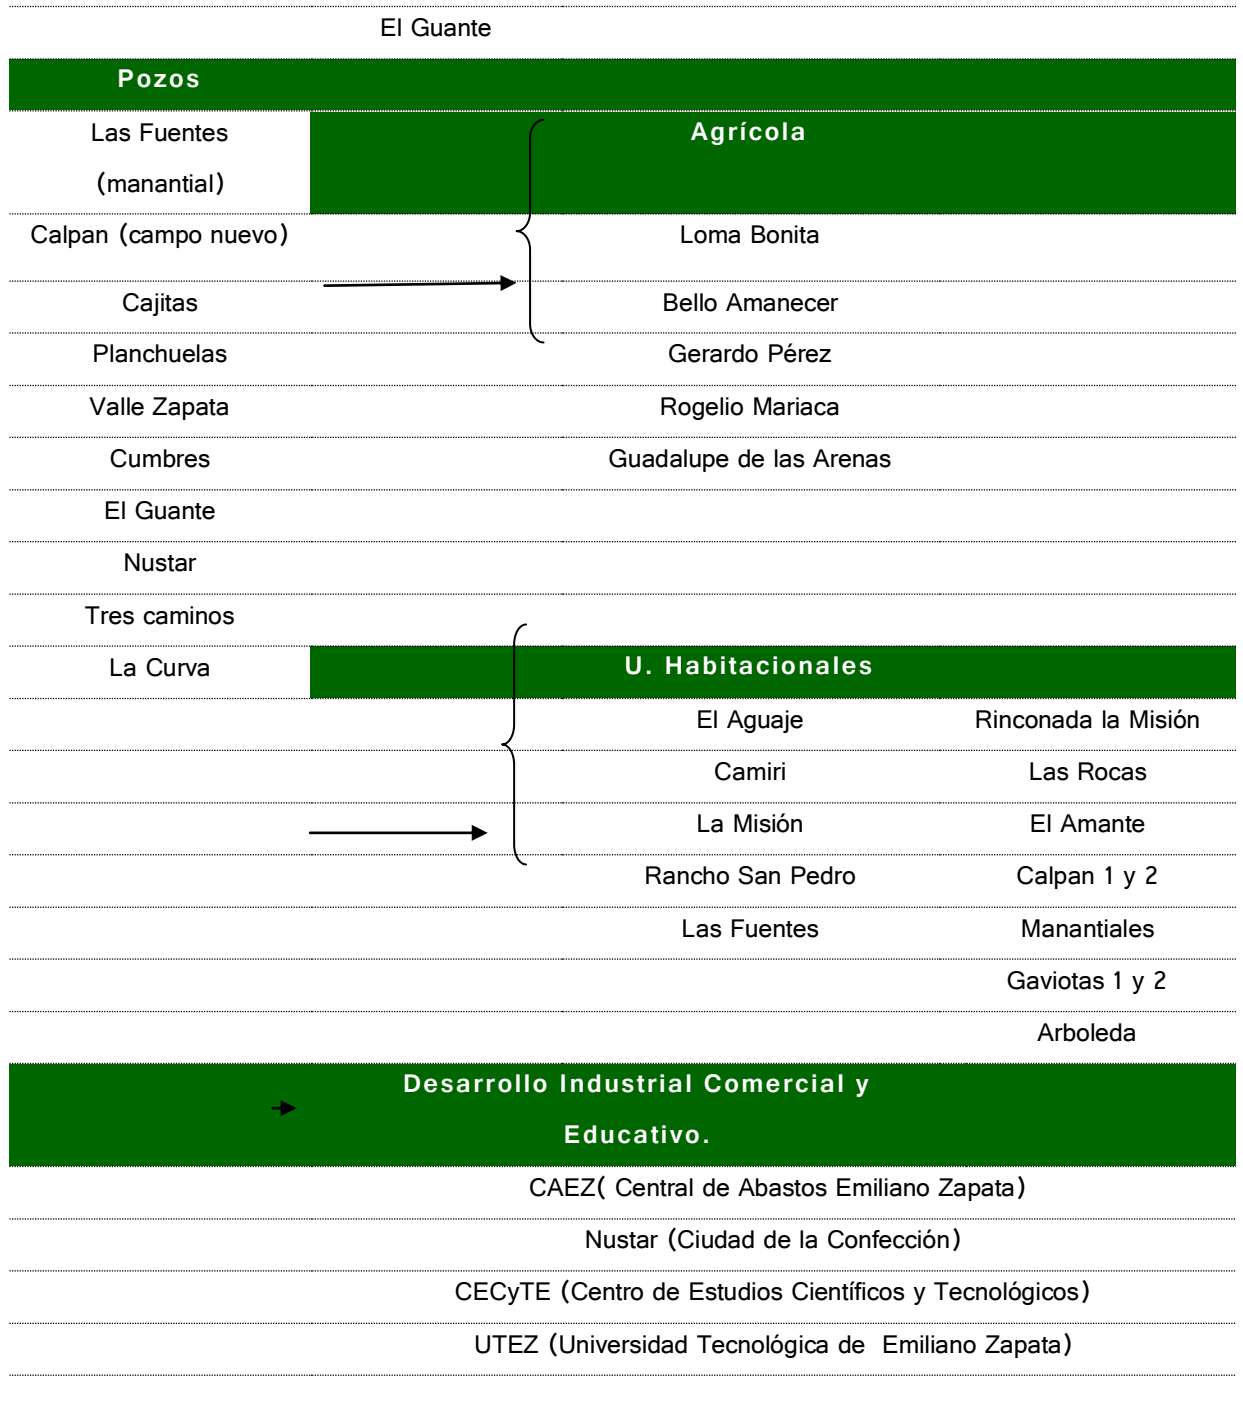 El Guante
Pozos
Las Fuentes
(manantial)
Agrícola
Calpan (campo nuevo)
Loma Bonita
Cajitas
Bello Amanecer
Planchuelas
Gerardo Pérez
Valle Zapata
Rogelio Mariaca
Cumbres
Guadalupe de las Arenas
El Guante
Nustar
Tres caminos
La Curva
U. Habitacionales
El Aguaje
Rinconada la Misión
Camiri
Las Rocas
La Misión
El Amante
Rancho San Pedro
Calpan 1 y 2
Las Fuentes
Manantiales
Gaviotas 1 y 2
Arboleda
Desarrollo Industrial Comercial y
Educativo.
CAEZ( Central de Abastos Emiliano Zapata)
Nustar (Ciudad de la Confección)
CECyTE (Centro de Estudios Científicos y Tecnológicos)
UTEZ (Universidad Tecnológica de Emiliano Zapata)